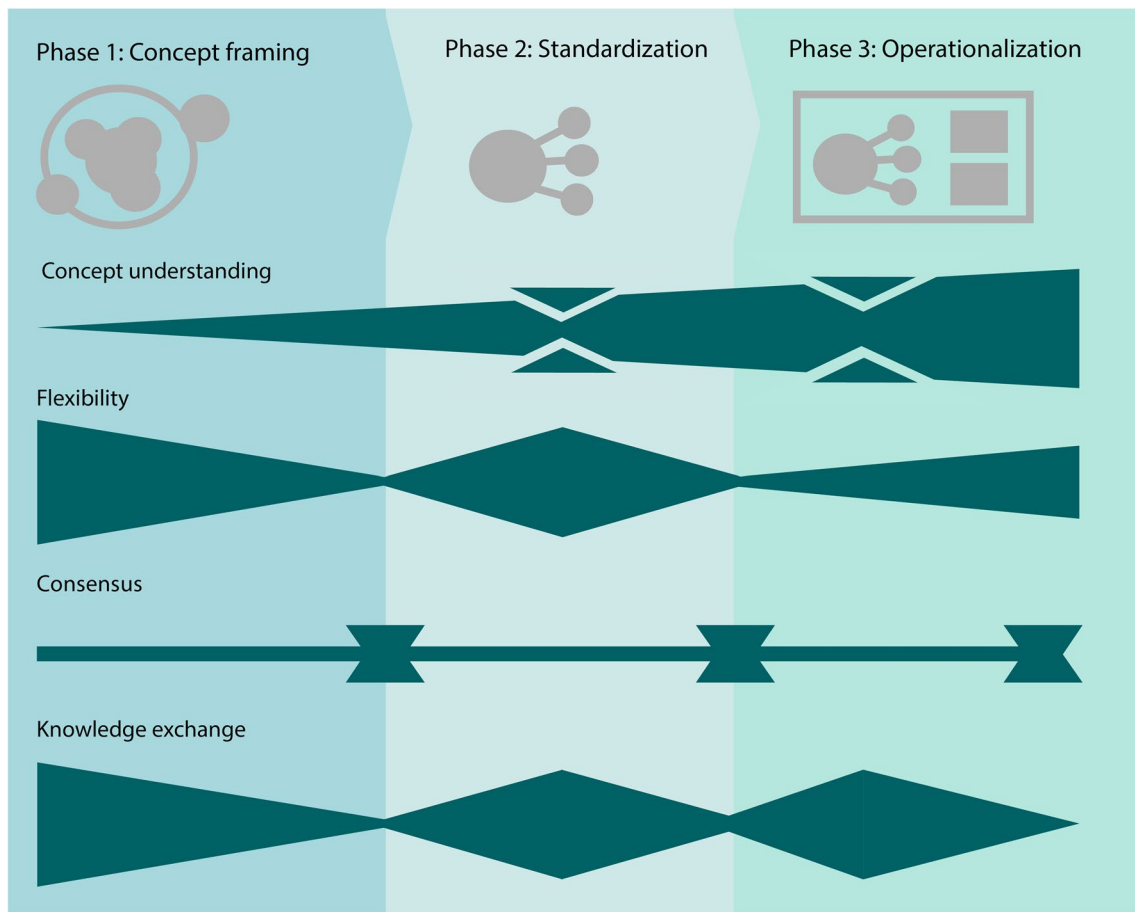 Phase 1: Concept framing
Phase 2: Standardization
Phase 3: Operationalization
Concept understanding
Flexibility
Consensus
Knowledge exchange